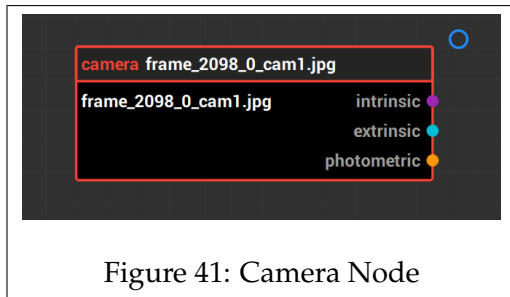 camera frame_2098_0_cam1.jpg
frame_2098_0_cam1.jpg intrinsic
extrinsic
photometric
Figure 41: Camera Node